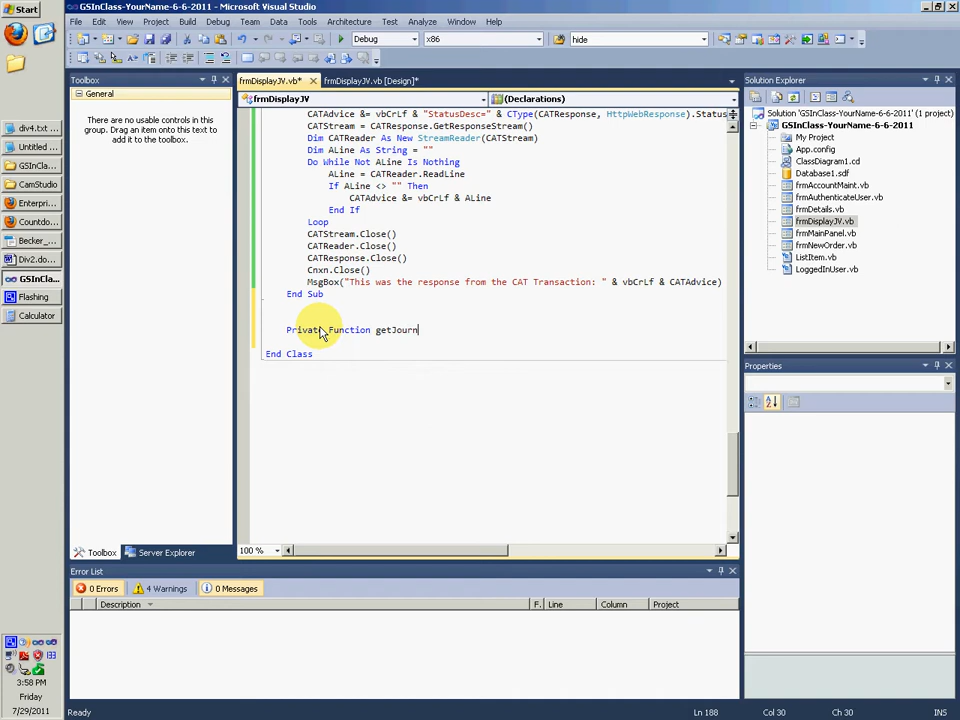 Start
GSInClass-YourName-6-6-2011 - Microsoft Visual Studio
File Edit View Project Build Debug Team Data Tools Architecture Test Analyze Window Help
Debug x86 hide
Toolbox
General
There are no usable controls in this
group. Drag an item onto this text to
add it to the toolbox.
frmDisplayJV.vb* frmDisplayJV.vb [Design]*
frmDisplayJV (Declarations)
CATAdvice &= vbCrLf & "StatusDesc=" & CType(CATResponse, HttpWebResponse).Status
CATStream = CATResponse.GetResponseStream()
Dim CATReader As New StreamReader(CATStream)
Dim ALine As String = ""
Do While Not ALine Is Nothing
ALine = CATReader.ReadLine
If ALine <> "" Then
CATAdvice &= vbCrLf & ALine
End If
Loop
CATStream.Close()
CATReader.Close()
CATResponse.Close()
Cnxn.Close()
MsgBox("This was the response from the CAT Transaction: " & vbCrLf & CATAdvice)
End Sub
Private Function getJourn
End Class
100 %
Toolbox Server Explorer
Solution Explorer
Solution 'GSInClass-YourName-6-6-2011' (1 project)
GSInClass-YourName-6-6-2011
My Project
App.config
ClassDiagram1.cd
Database1.sdf
frmAccountMaint.vb
frmAuthenticateUser.vb
frmDetails.vb
frmDisplayJV.vb
frmMainPanel.vb
frmNewOrder.vb
ListItem.vb
LoggedInUser.vb
Properties
Error List
0 Errors 4 Warnings 0 Messages
Description F. Line Column Project
Ready Ln 188 Col 30 Ch 30 INS
div4.txt ...
Untitled ...
GSInCla...
CamStudio
Enterpri...
Countdo...
Becker_...
Div2.do...
GSInCla...
Flashing
Calculator
3:58 PM
Friday
7/29/2011